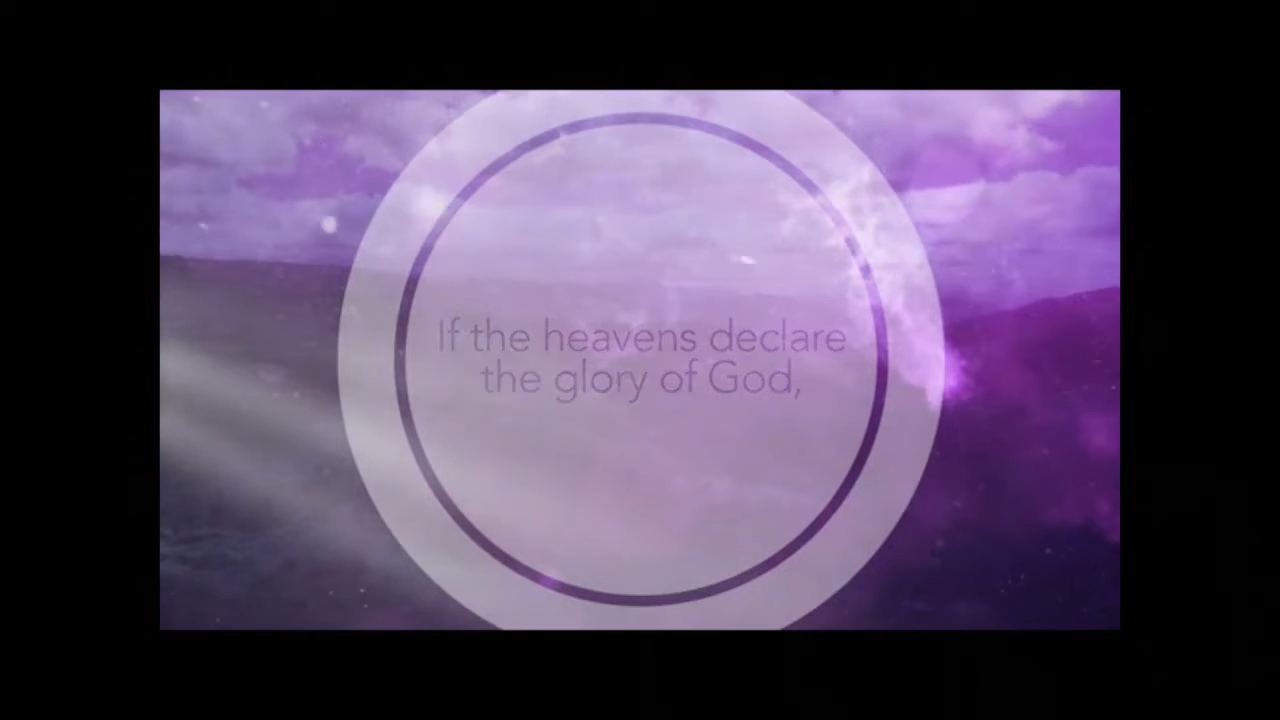 If the heavens declare
the glory of God,